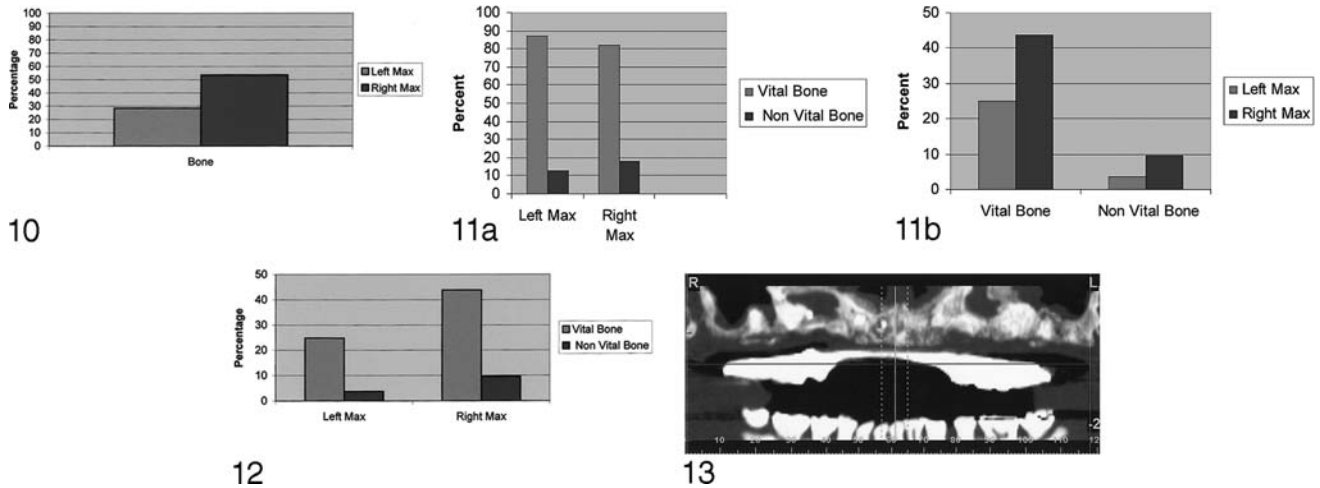 100
90
80
70
60
50
40
30
20
10
0
Percentage
Bone
Left Max
Right Max
10
100
90
80
70
60
50
40
30
20
10
0
Percent
Left Max
Right
Max
Vital Bone
Non Vital Bone
11a
50
40
30
20
10
0
Percent
Vital Bone
Non Vital Bone
Left Max
Right Max
11b
50
40
30
20
10
0
Percentage
Left Max
Right Max
Vital Bone
Non Vital Bone
12
R
L
-2
10 20 30 40 50 60 70 80 90 100 110 12
13